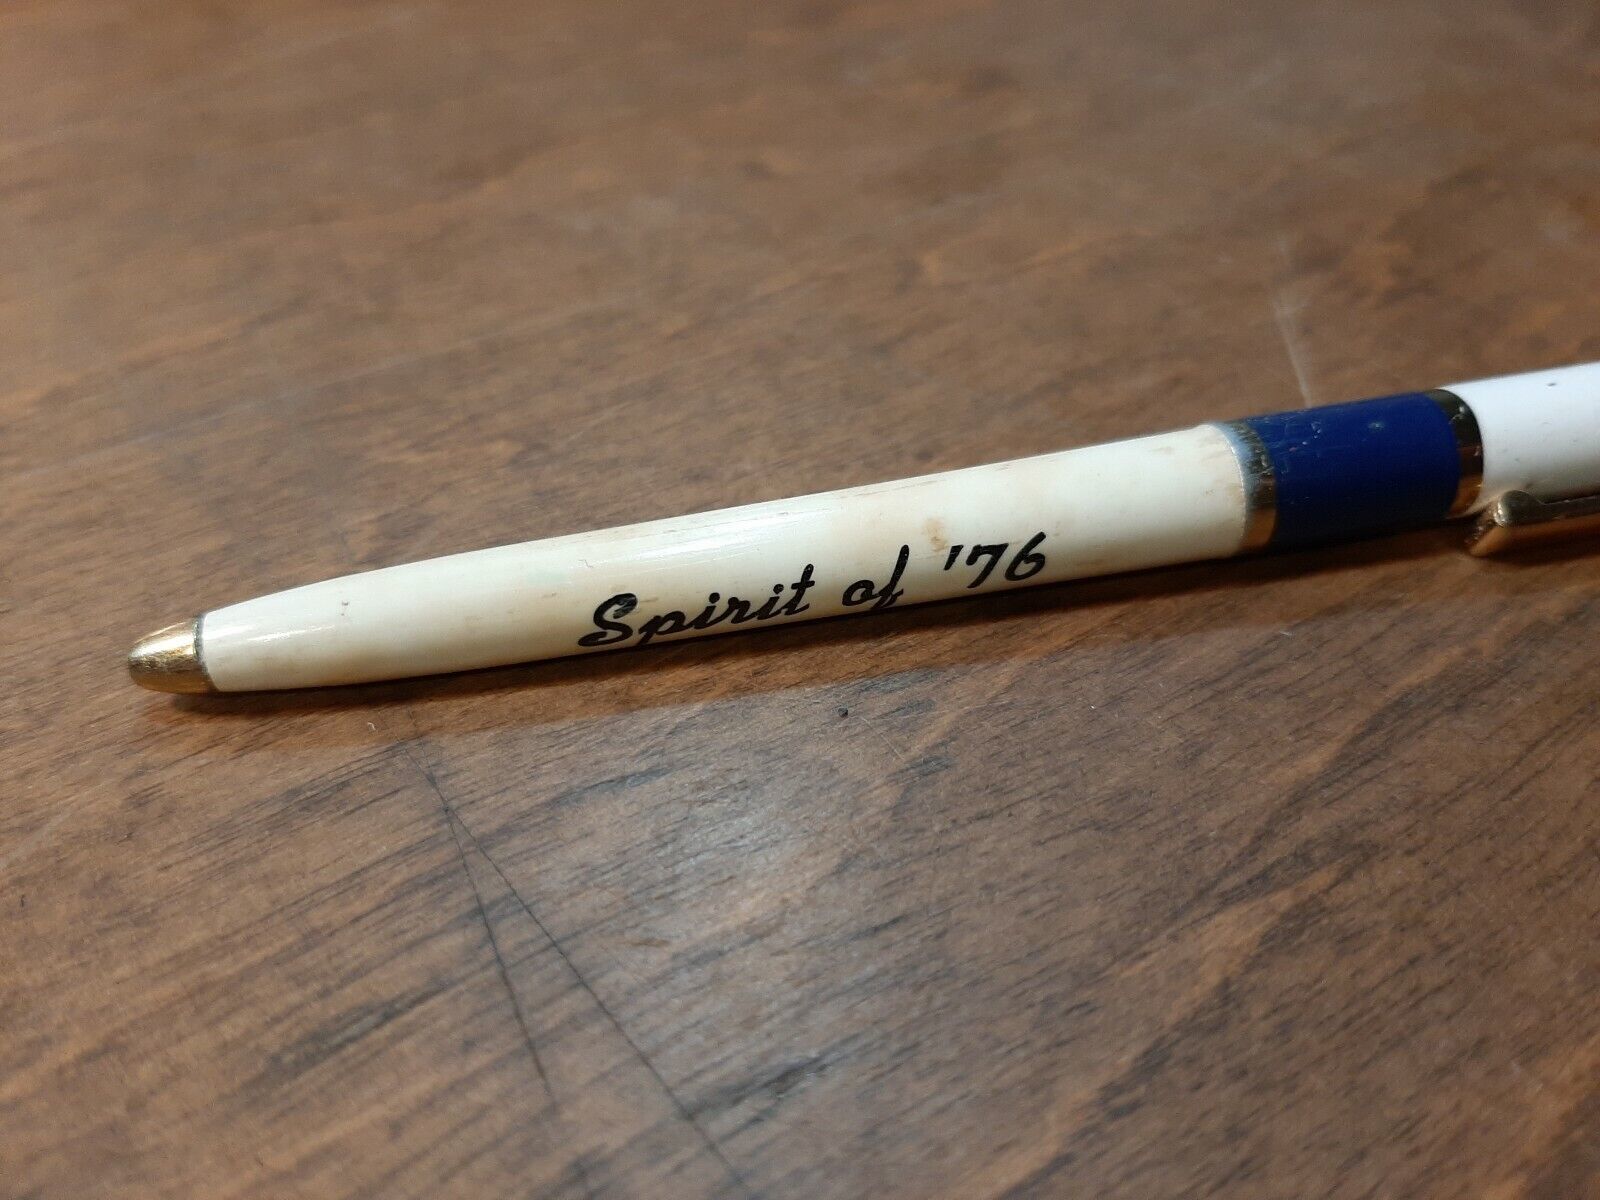 Spirit of '76